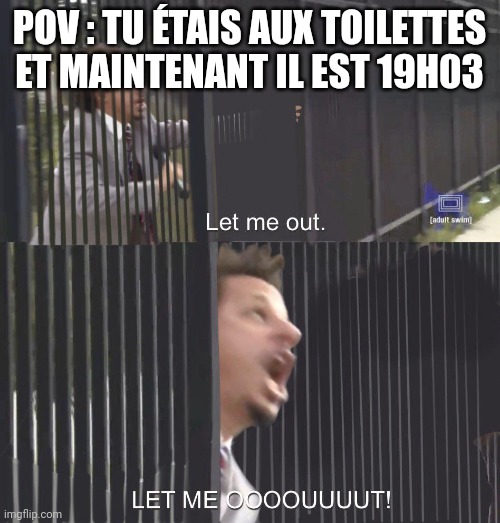 POV : TU ÉTAIS AUX TOILETTES
ET MAINTENANT IL EST 19H03
Let me out.
[adult swim]
LET ME OOOOUUUUT!
imgflip.com